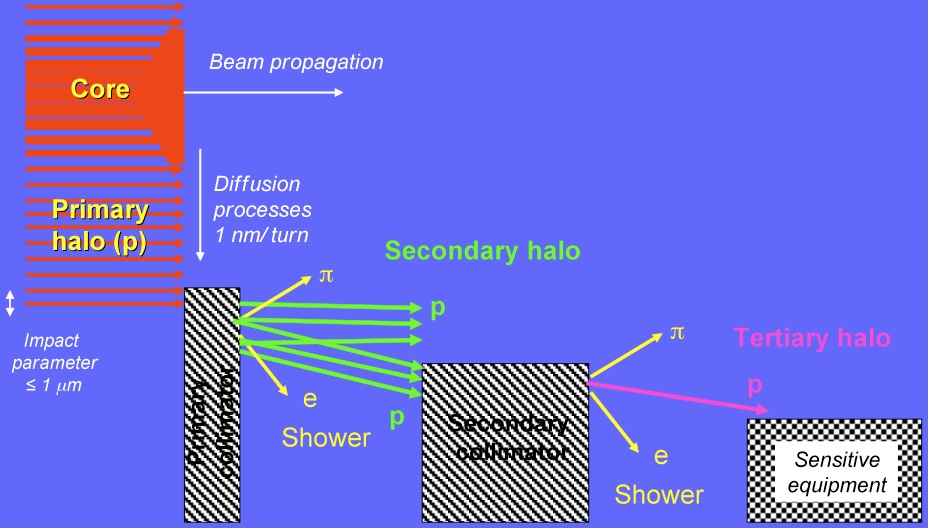 Core
Beam propagation
Primary
halo (p)
Diffusion
processes
1 nm/turn
Secondary halo
π
p
Impact
parameter
≤ 1 μm
Primary
collimator
e
Shower
p
Secondary
collimator
π
Tertiary halo
p
e
Shower
Sensitive
equipment